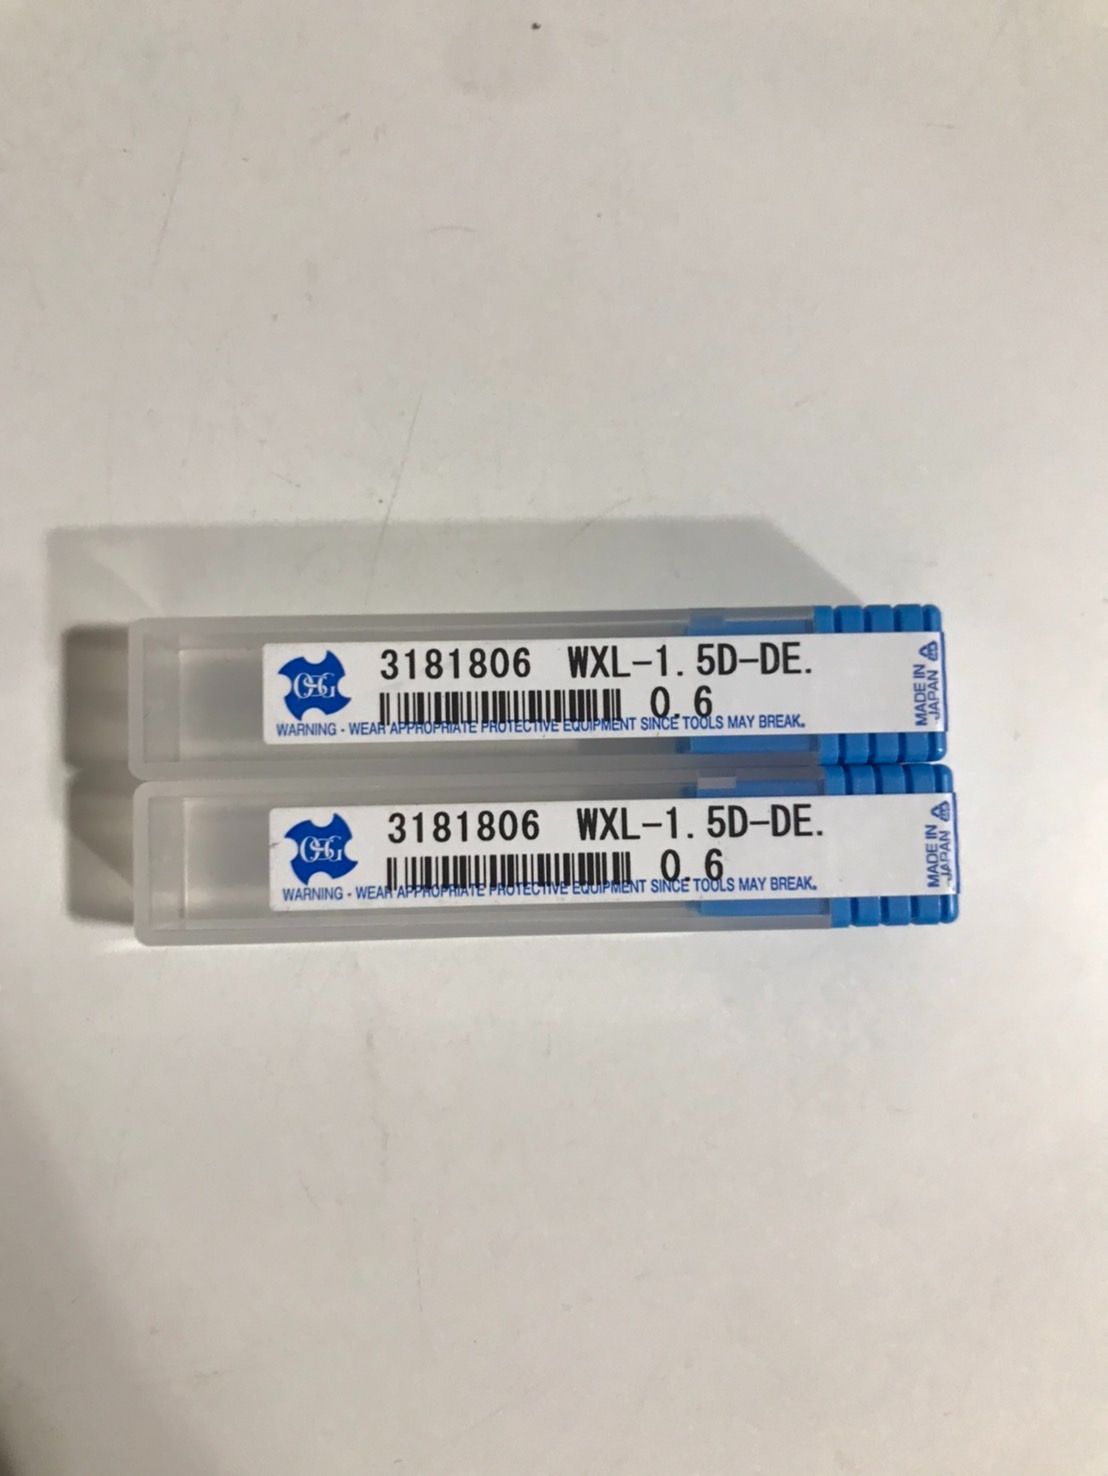 OSG
3181806 WXL-1.5D-DE.
0.6
WARNING - WEAR APPROPRIATE PROTECTIVE EQUIPMENT SINCE TOOLS MAY BREAK.
MADE IN
JAPAN
OSG
3181806 WXL-1.5D-DE.
0.6
WARNING - WEAR APPROPRIATE PROTECTIVE EQUIPMENT SINCE TOOLS MAY BREAK.
MADE IN
JAPAN